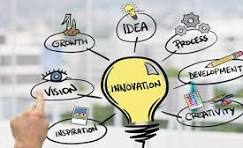 IDEA
GROWTH
PROCESS
VISION
INNOVATION
DEVELOPMENT
CREATIVITY
INSPIRATION